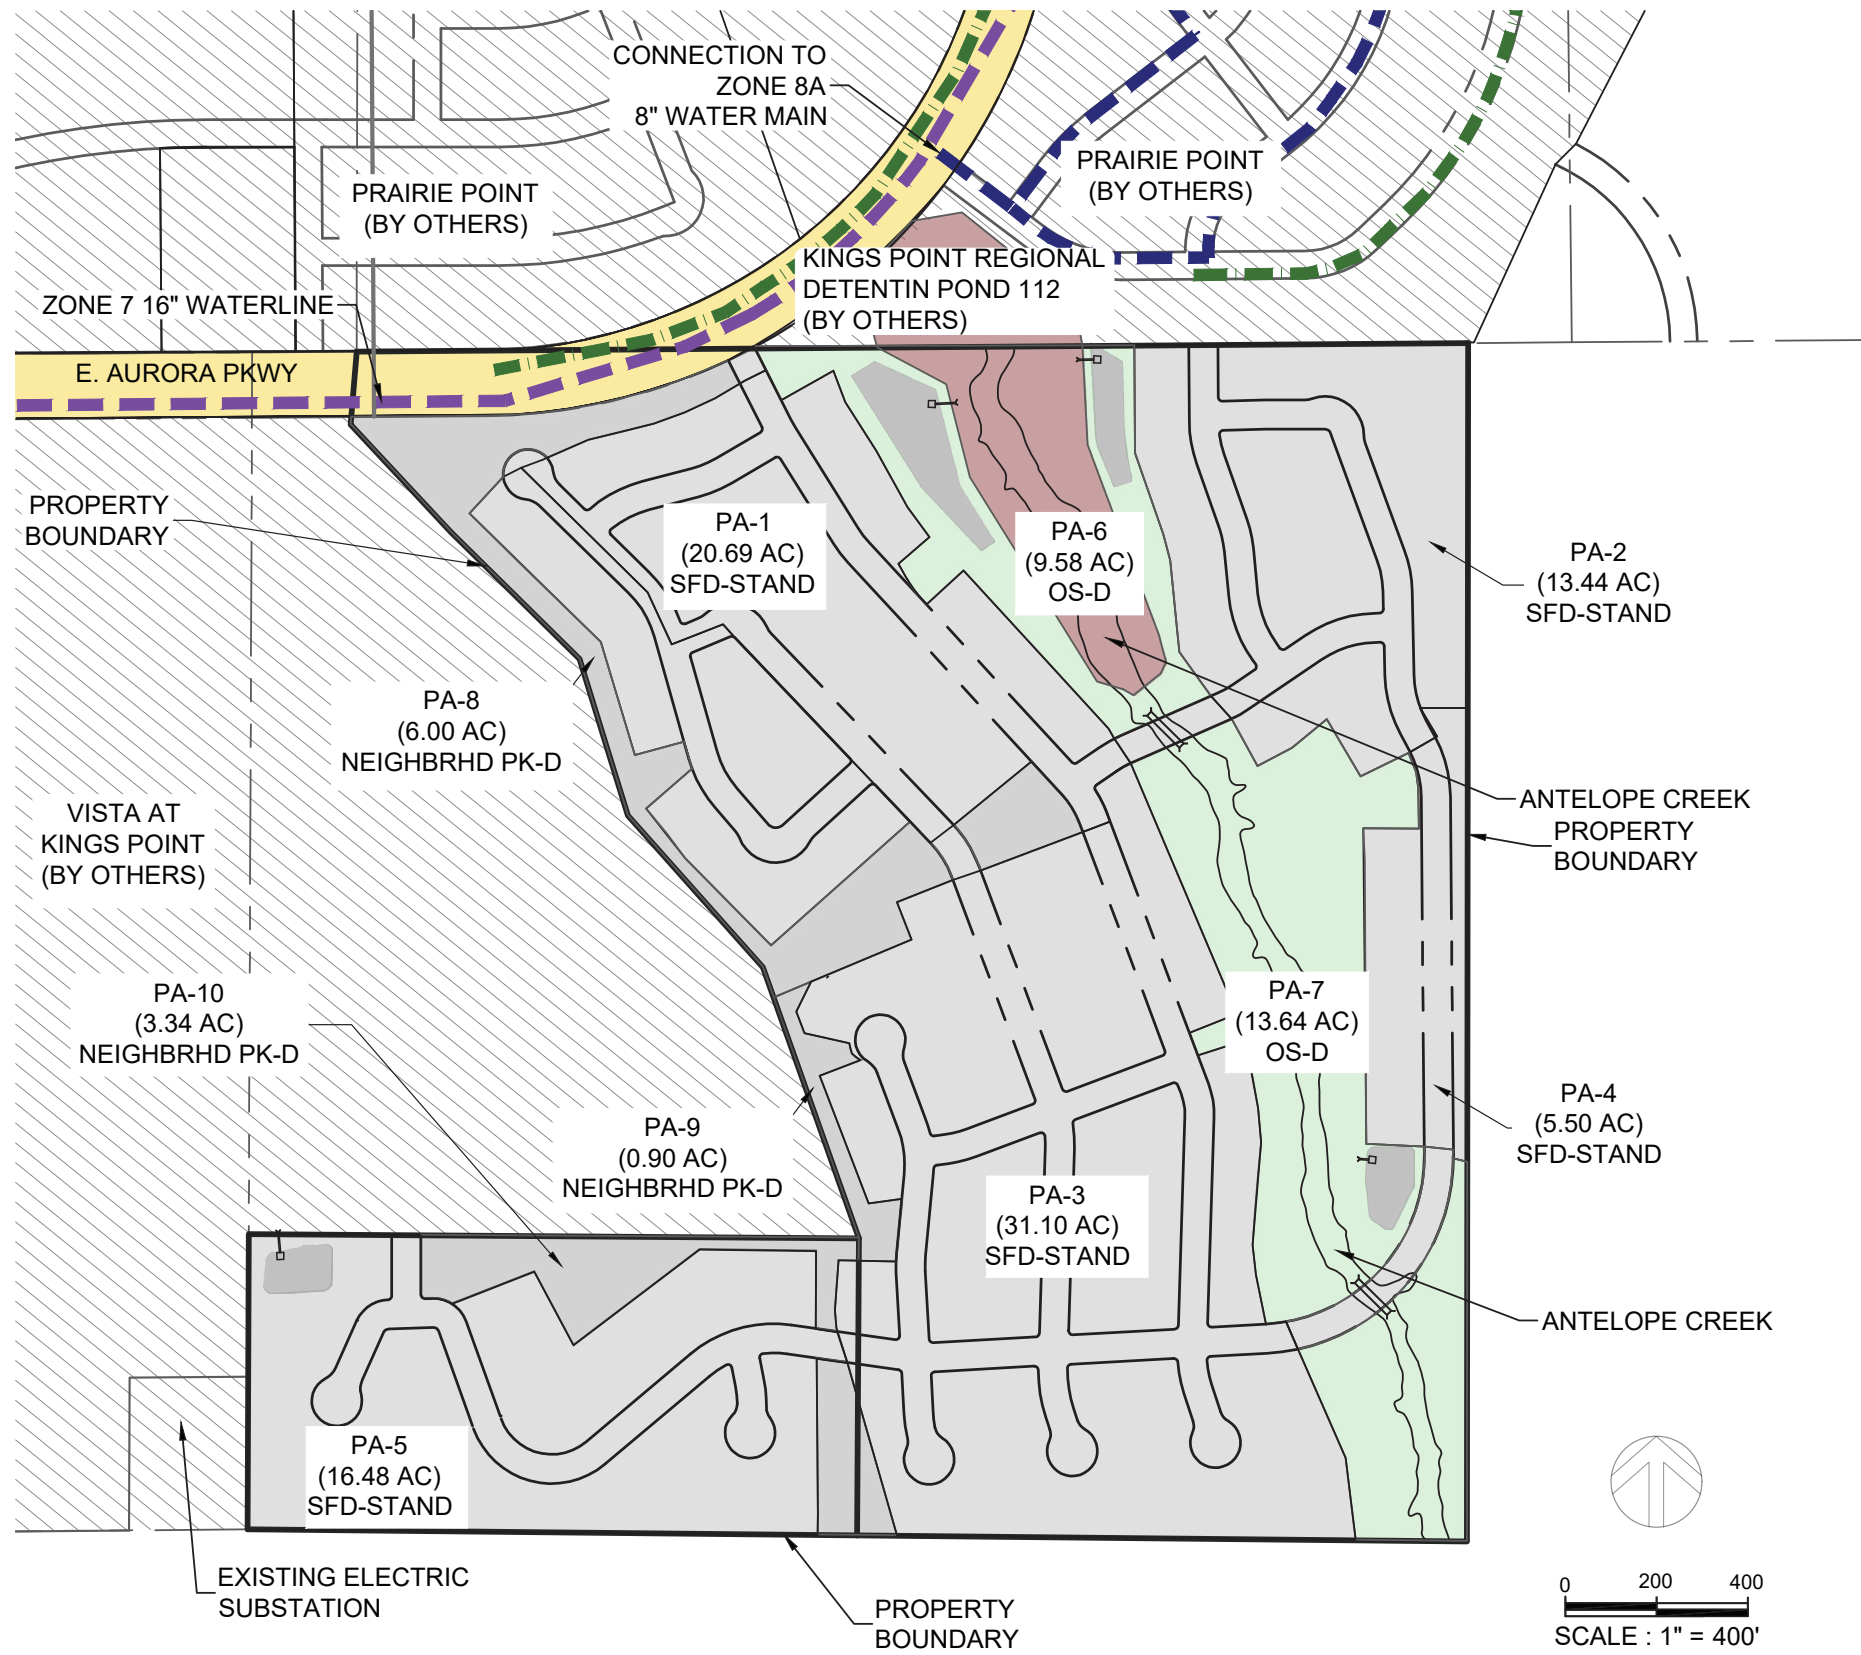 CONNECTION TO
ZONE 8A
8" WATER MAIN
PRAIRIE POINT
(BY OTHERS)
PRAIRIE POINT
(BY OTHERS)
KINGS POINT REGIONAL
DETENTIN POND 112
(BY OTHERS)
ZONE 7 16" WATERLINE
E. AURORA PKWY
PROPERTY
BOUNDARY
PA-1
(20.69 AC)
SFD-STAND
PA-6
(9.58 AC)
OS-D
PA-2
(13.44 AC)
SFD-STAND
PA-8
(6.00 AC)
NEIGHBRHD PK-D
VISTA AT
KINGS POINT
(BY OTHERS)
ANTELOPE CREEK
PROPERTY
BOUNDARY
PA-10
(3.34 AC)
NEIGHBRHD PK-D
PA-7
(13.64 AC)
OS-D
PA-4
(5.50 AC)
SFD-STAND
PA-9
(0.90 AC)
NEIGHBRHD PK-D
PA-3
(31.10 AC)
SFD-STAND
ANTELOPE CREEK
PA-5
(16.48 AC)
SFD-STAND
EXISTING ELECTRIC
SUBSTATION
PROPERTY
BOUNDARY
0 200 400
SCALE : 1" = 400'